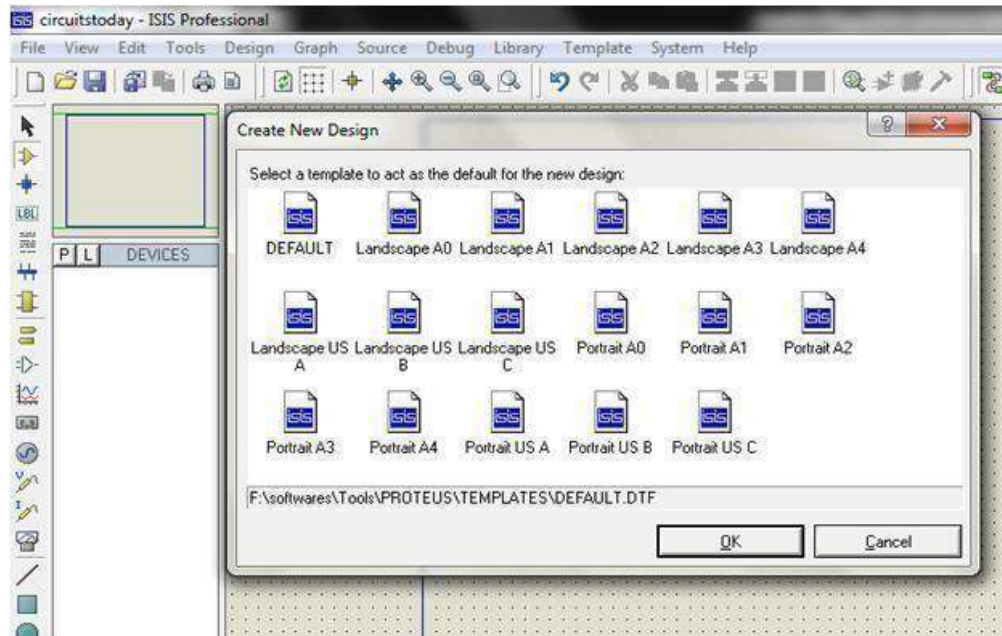 circuitstoday - ISIS Profes
File View Edit Tools Design Graph Source Debug Library Template System Help
LBL
P L DEVICES
Create New Design
Select a template to act as the default for the new design:
DEFAULT Landscape A0 Landscape A1 Landscape A2 Landscape A3 Landscape A4
Landscape US A Landscape US B Landscape US C Portrait A0 Portrait A1 Portrait A2
Portrait A3 Portrait A4 Portrait US A Portrait US B Portrait US C
F:\softwares\Tools\PROTEUS\TEMPLATES\DEFAULT.DTF
OK Cancel